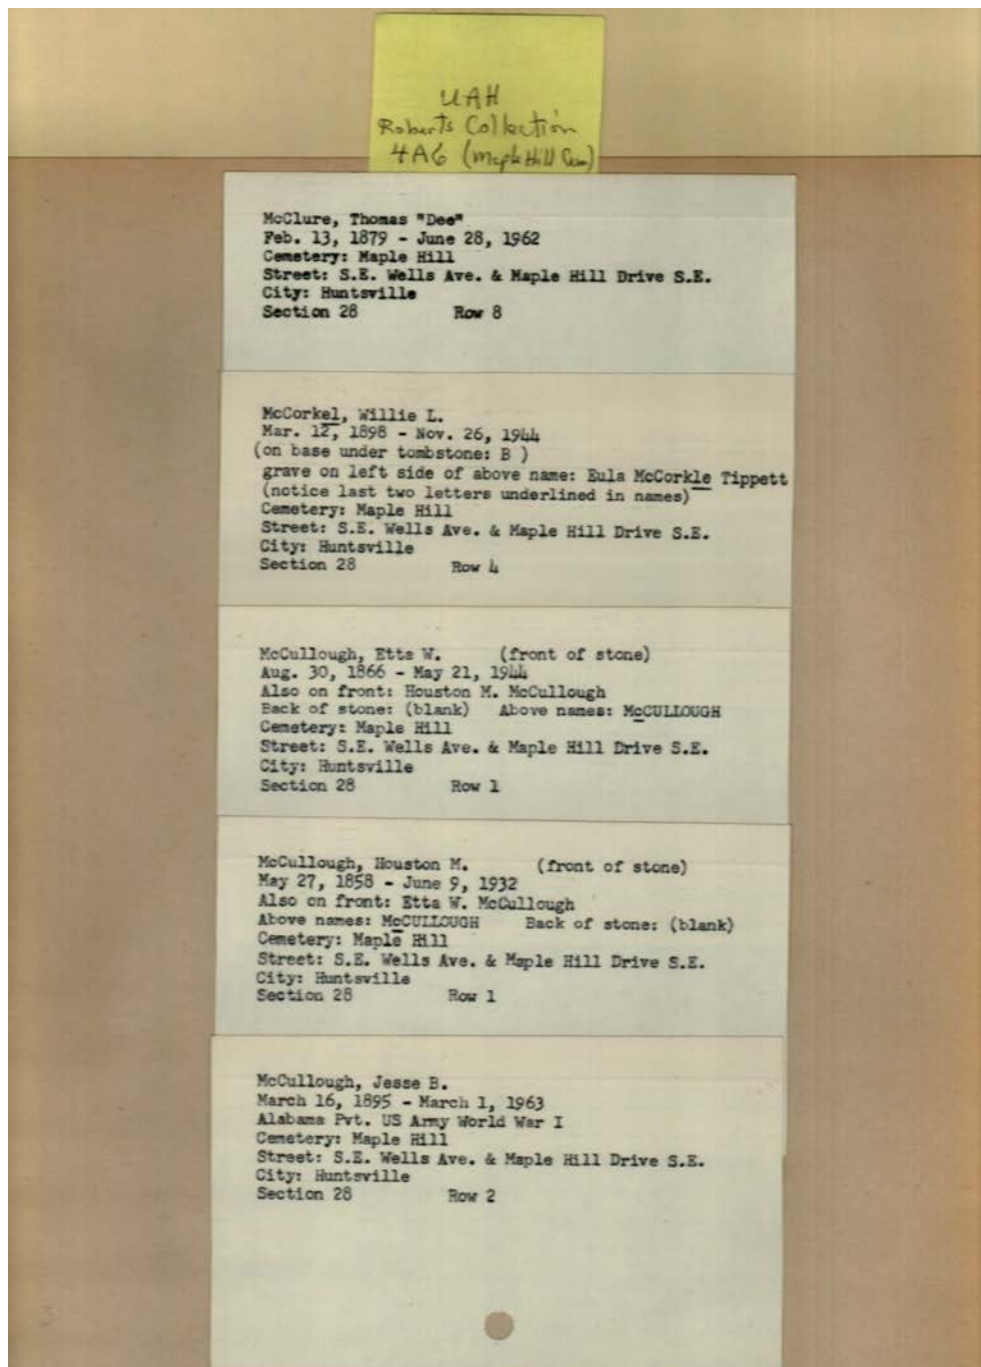 UAH
Roberts Collection
4A6 (Maple Hill Cem)
McClure, Thomas "Dee"
Feb. 13, 1879 - June 28, 1962
Cemetery: Maple Hill
Street: S.E. Wells Ave. & Maple Hill Drive S.E.
City: Huntsville
Section 28 Row 8
McCorkel, Willie L.
Mar. 12, 1898 - Nov. 26, 1944
(on base under tombstone: B )
grave on left side of above name: Eula McCorkle Tippett
(notice last two letters underlined in names)
Cemetery: Maple Hill
Street: S.E. Wells Ave. & Maple Hill Drive S.E.
City: Huntsville
Section 28 Row 4
McCullough, Etta W. (front of stone)
Aug. 30, 1866 - May 21, 1944
Also on front: Houston M. McCullough
Back of stone: (blank) Above names: McCULLOUGH
Cemetery: Maple Hill
Street: S.E. Wells Ave. & Maple Hill Drive S.E.
City: Huntsville
Section 28 Row 1
McCullough, Houston M. (front of stone)
May 27, 1858 - June 9, 1932
Also on front: Etta W. McCullough
Above names: McCULLOUGH Back of stone: (blank)
Cemetery: Maple Hill
Street: S.E. Wells Ave. & Maple Hill Drive S.E.
City: Huntsville
Section 28 Row 1
McCullough, Jesse B.
March 16, 1895 - March 1, 1963
Alabama Pvt. US Army World War I
Cemetery: Maple Hill
Street: S.E. Wells Ave. & Maple Hill Drive S.E.
City: Huntsville
Section 28 Row 2